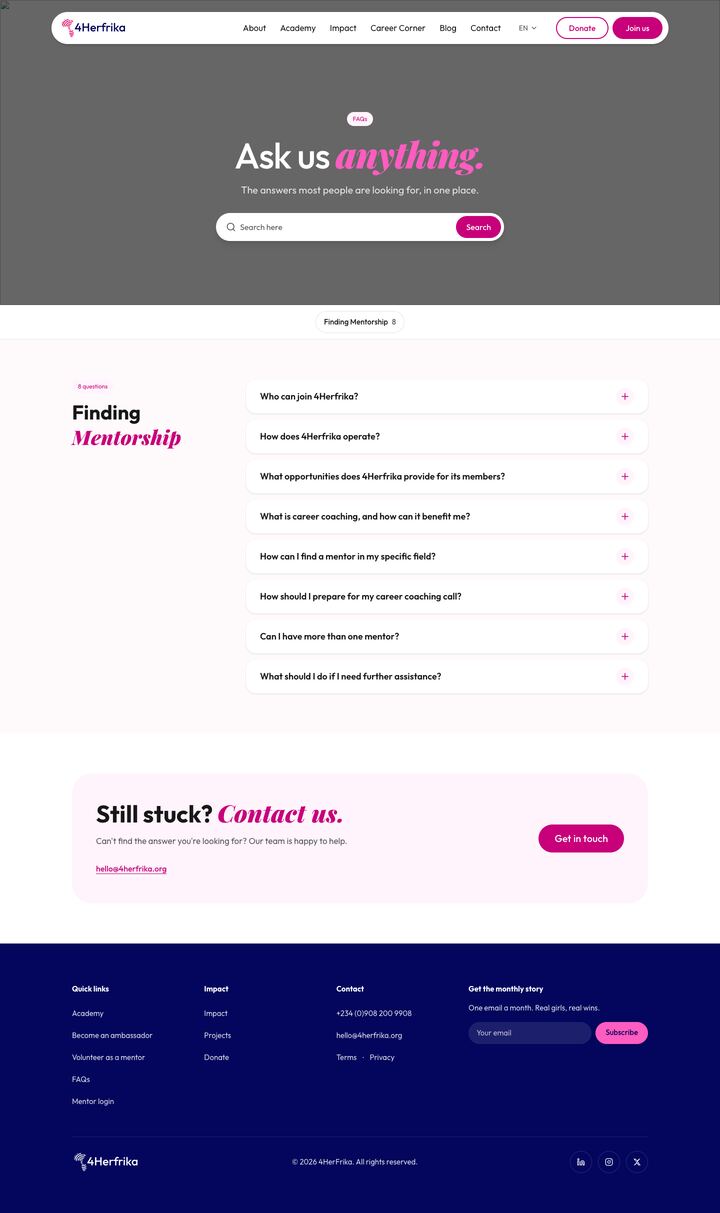 4Herfrika
About Academy Impact Career Corner Blog Contact EN Donate Join us
FAQs
Ask us anything.
The answers most people are looking for, in one place.
Search here Search
Finding Mentorship 8
8 questions
Finding
Mentorship
Who can join 4Herfrika?
How does 4Herfrika operate?
What opportunities does 4Herfrika provide for its members?
What is career coaching, and how can it benefit me?
How can I find a mentor in my specific field?
How should I prepare for my career coaching call?
Can I have more than one mentor?
What should I do if I need further assistance?
Still stuck? Contact us.
Can't find the answer you're looking for? Our team is happy to help.
hello@4herfrika.org
Get in touch
Quick links
Academy
Become an ambassador
Volunteer as a mentor
FAQs
Mentor login
Impact
Impact
Projects
Donate
Contact
+234 (0)908 200 9908
hello@4herfrika.org
Terms · Privacy
Get the monthly story
One email a month. Real girls, real wins.
Your email Subscribe
4Herfrika
© 2026 4HerFrika. All rights reserved.